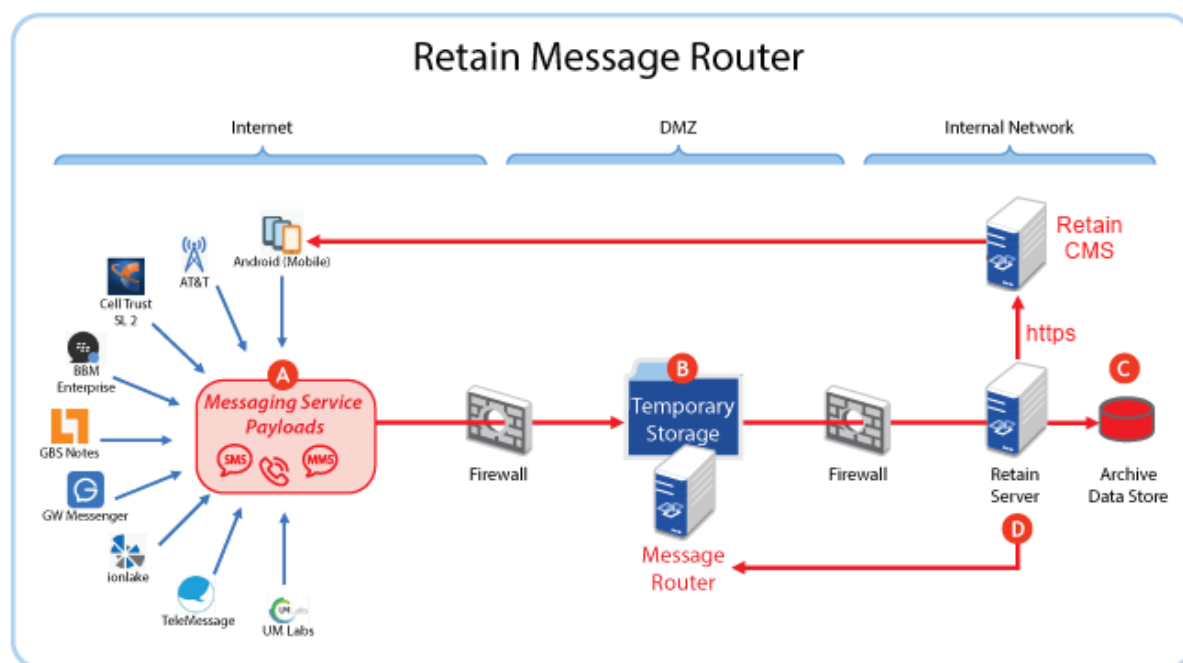 Retain Message Router
Internet
DMZ
Internal Network
Android (Mobile)
AT&T
Cell Trust
SL 2
BBM
Enterprise
GBS Notes
GW Messenger
ionlake
TeleMessage
UM Labs
UM Labs
A
Messaging Service
Payloads
SMS
MMS
Firewall
B
Temporary
Storage
Message
Router
Firewall
Retain
CMS
https
Retain
Server
D
C
Archive
Data Store